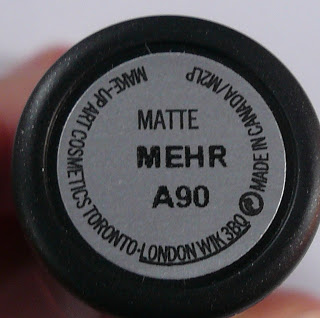 MATTE
MEHR
A90
MAKE-UP ART COSMETICS TORONTO-LONDON W1K 3BQ
MADE IN CANADA/M2LP